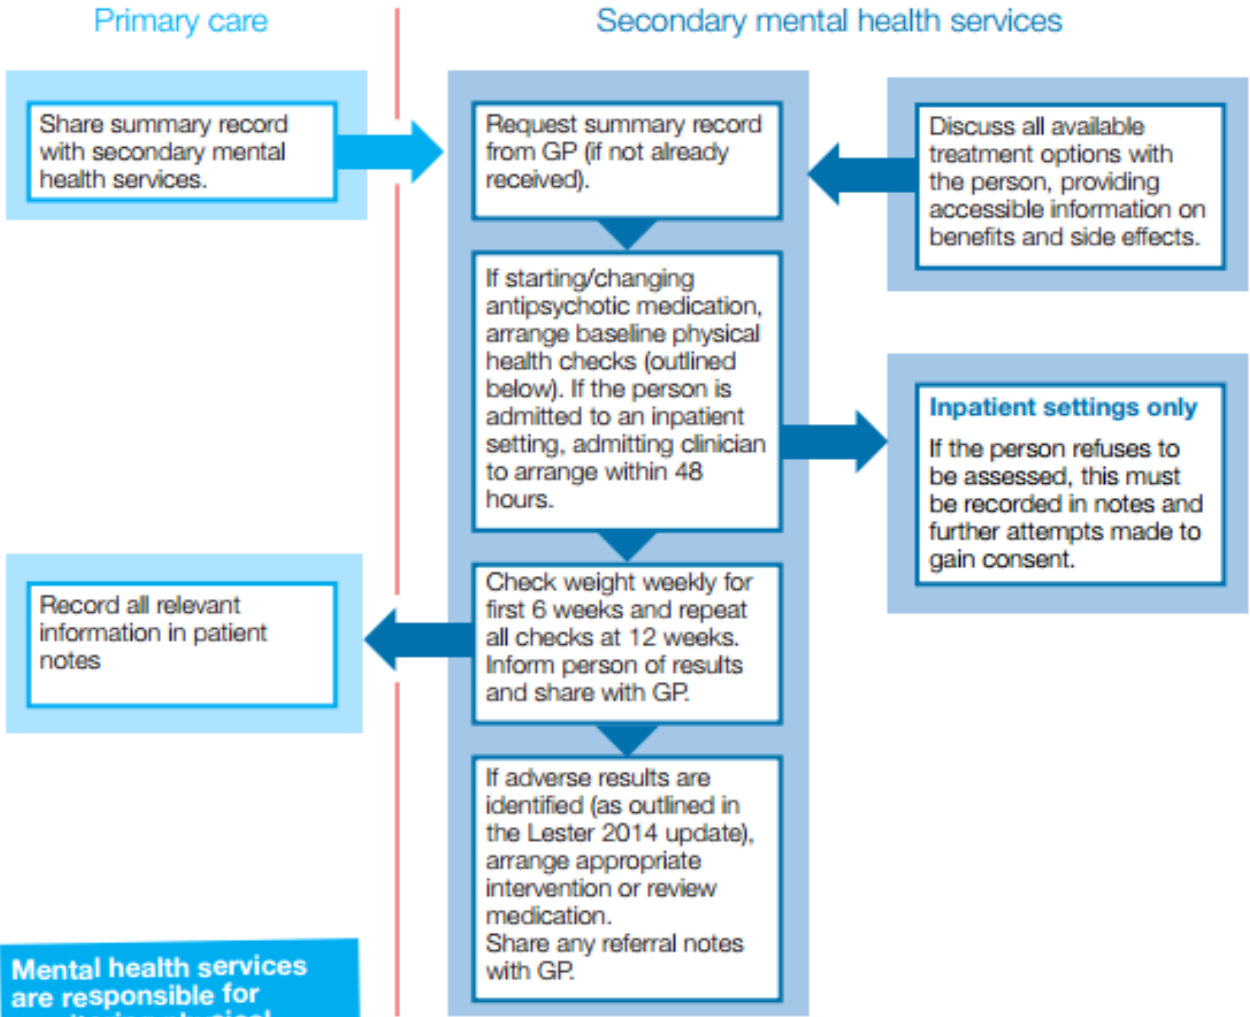 Primary care
Secondary mental health services
Share summary record
with secondary mental
health services.
Request summary record
from GP (if not already
received).
Discuss all available
treatment options with
the person, providing
accessible information on
benefits and side effects.
If starting/changing
antipsychotic medication,
arrange baseline physical
health checks (outlined
below). If the person is
admitted to an inpatient
setting, admitting clinician
to arrange within 48
hours.
Inpatient settings only
If the person refuses to
be assessed, this must
be recorded in notes and
further attempts made to
gain consent.
Record all relevant
information in patient
notes
Check weight weekly for
first 6 weeks and repeat
all checks at 12 weeks.
Inform person of results
and share with GP.
If adverse results are
identified (as outlined in
the Lester 2014 update),
arrange appropriate
intervention or review
medication.
Share any referral notes
with GP.
Mental health services
are responsible for